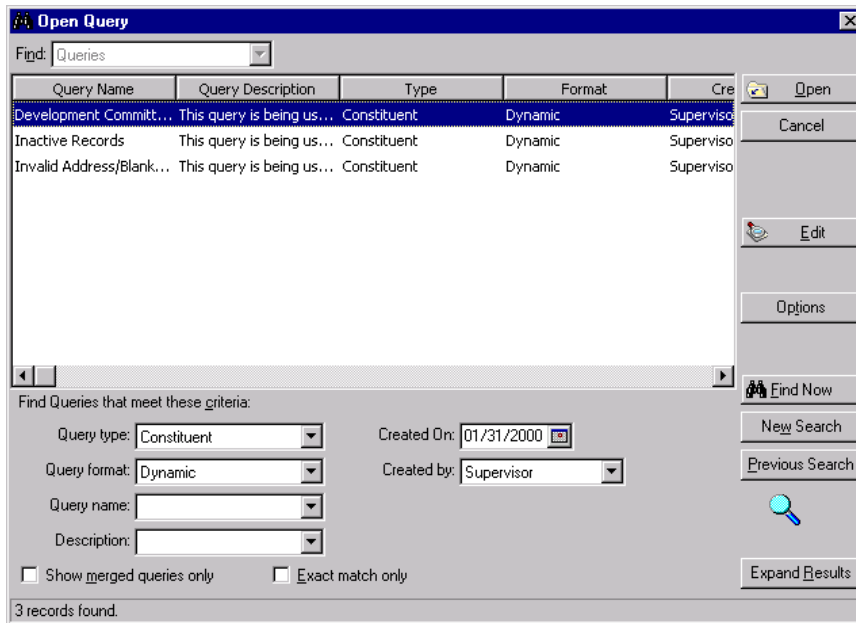 Open Query
Find: Queries
Query Name Query Description Type Format Cre
Development Committ... This query is being us... Constituent Dynamic Superviso
Inactive Records This query is being us... Constituent Dynamic Superviso
Invalid Address/Blank... This query is being us... Constituent Dynamic Superviso
Open
Cancel
Edit
Options
Find Now
New Search
Previous Search
Expand Results
Find Queries that meet these criteria:
Query type: Constituent Created On: 01/31/2000
Query format: Dynamic Created by: Supervisor
Query name:
Description:
Show merged queries only Exact match only
3 records found.